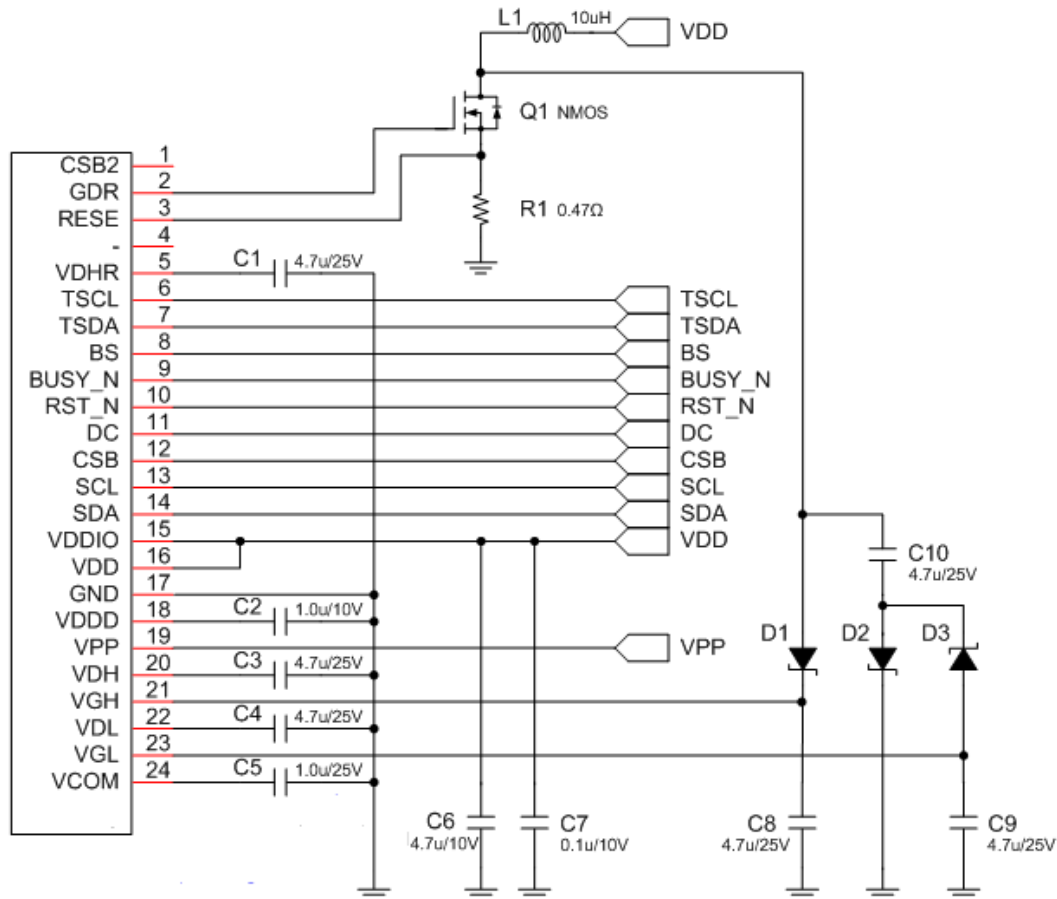 L1 10uH VDD
Q1 NMOS
CSB2 1
GDR 2
RESE 3
R1 0.47Ω
- 4
VDHR 5 C1 4.7u/25V
TSCL 6 TSCL
TSDA 7 TSDA
BS 8 BS
BUSY_N 9 BUSY_N
RST_N 10 RST_N
DC 11 DC
CSB 12 CSB
SCL 13 SCL
SDA 14 SDA
VDDIO 15 VDD
VDD 16
C10
4.7u/25V
GND 17
VDDD 18 C2 1.0u/10V
VPP 19 VPP
D1 D2 D3
VDH 20 C3 4.7u/25V
VGH 21
VDL 22 C4 4.7u/25V
VGL 23
VCOM 24 C5 1.0u/25V
C6 C7 C8 C9
4.7u/10V 0.1u/10V 4.7u/25V 4.7u/25V